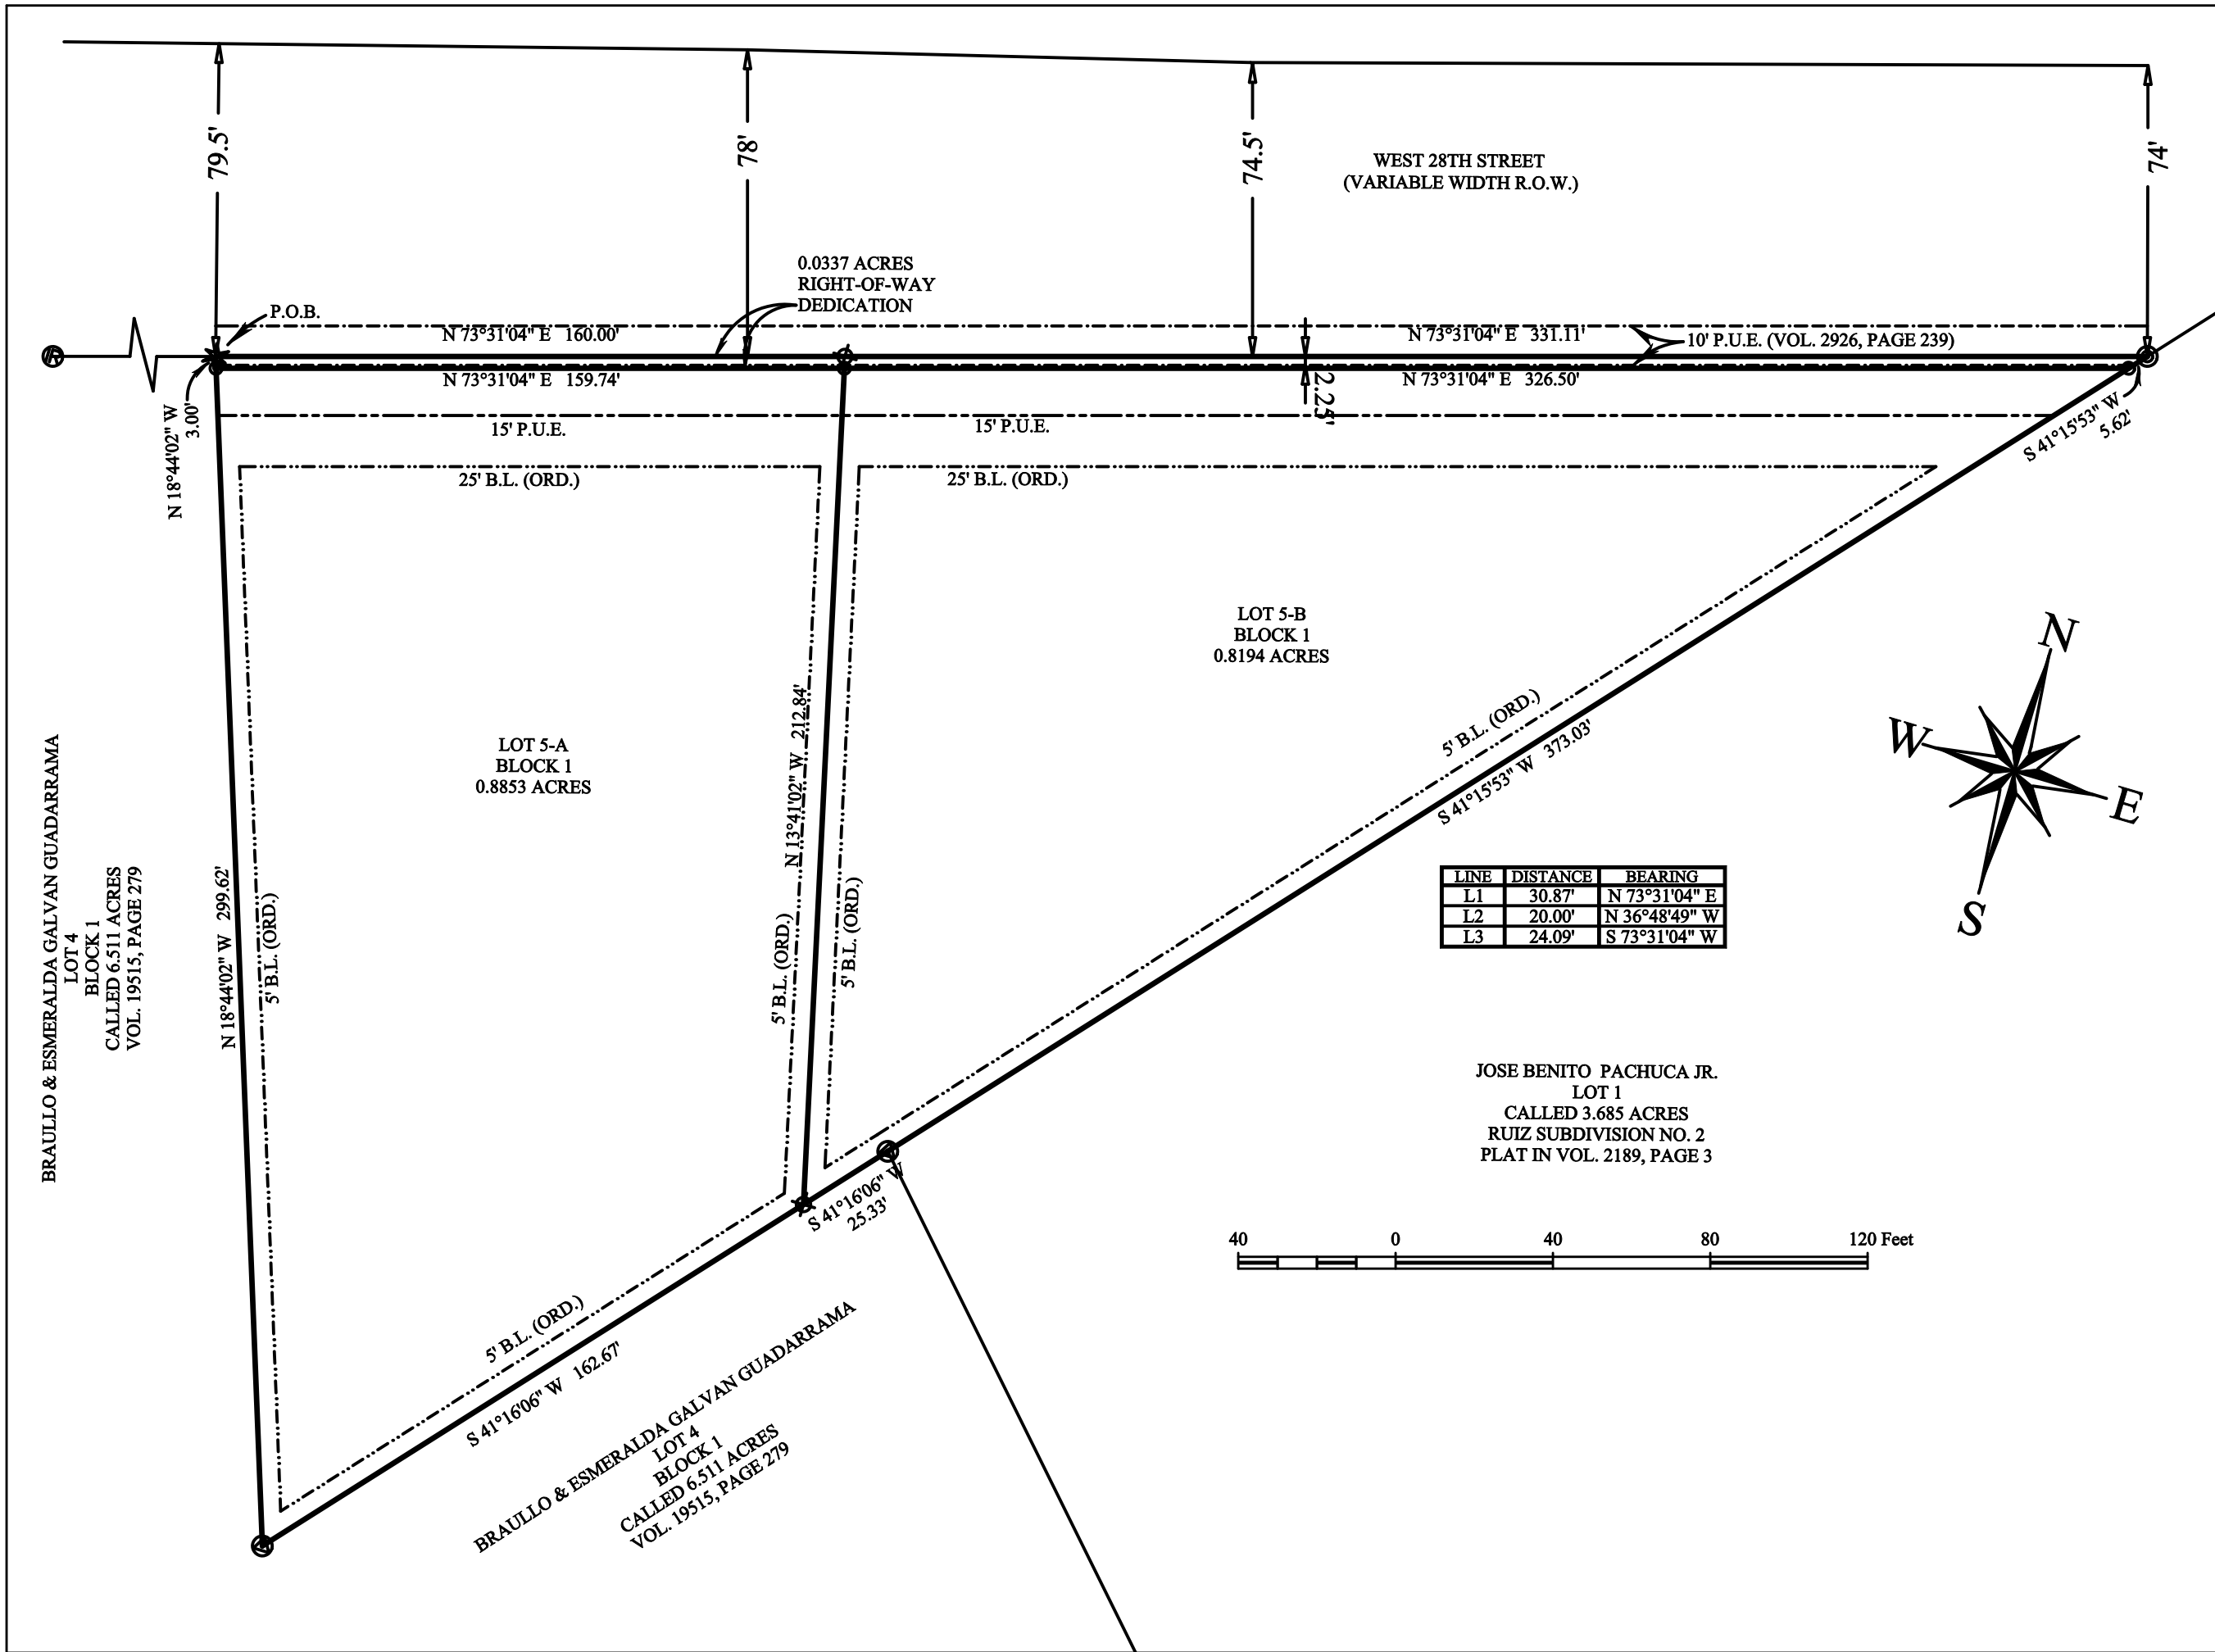 79.5'
78'
74.5'
74'
WEST 28TH STREET
(VARIABLE WIDTH R.O.W.)
0.0337 ACRES
RIGHT-OF-WAY
DEDICATION
P.O.B.
N 73°31'04" E 160.00'
N 73°31'04" E 331.11'
10' P.U.E. (VOL. 2926, PAGE 239)
N 73°31'04" E 159.74'
N 73°31'04" E 326.50'
2.25'
N 18°44'02" W
3.00'
S 41°15'53" W
5.62'
15' P.U.E.
15' P.U.E.
25' B.L. (ORD.)
25' B.L. (ORD.)
LOT 5-B
BLOCK 1
0.8194 ACRES
LOT 5-A
BLOCK 1
0.8853 ACRES
N 13°41'02" W 212.84'
5' B.L. (ORD.)
S 41°15'53" W 373.03'
N
W
E
S
BRAULLO & ESMERALDA GALVAN GUADARRAMA
LOT 4
BLOCK 1
CALLED 6.511 ACRES
VOL. 19515, PAGE 279
N 18°44'02" W 299.62'
5' B.L. (ORD.)
5' B.L. (ORD.)
5' B.L. (ORD.)
LINE DISTANCE BEARING
L1 30.87' N 73°31'04" E
L2 20.00' N 36°48'49" W
L3 24.09' S 73°31'04" W
JOSE BENITO PACHUCA JR.
LOT 1
CALLED 3.685 ACRES
RUIZ SUBDIVISION NO. 2
PLAT IN VOL. 2189, PAGE 3
S 41°16'06" W
25.33'
40 0 40 80 120 Feet
5' B.L. (ORD.)
S 41°16'06" W 162.67'
BRAULLO & ESMERALDA GALVAN GUADARRAMA
LOT 4
BLOCK 1
CALLED 6.511 ACRES
VOL. 19515, PAGE 279